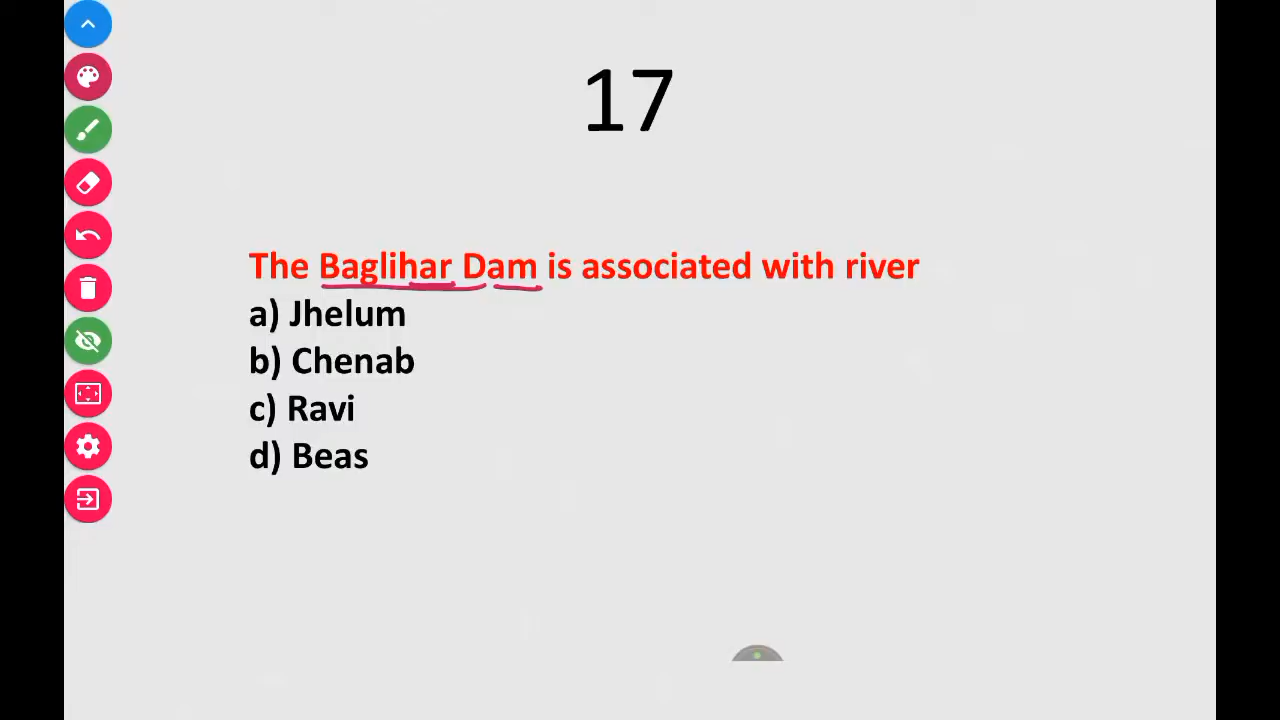 17
The Baglihar Dam is associated with river
a) Jhelum
b) Chenab
c) Ravi
d) Beas